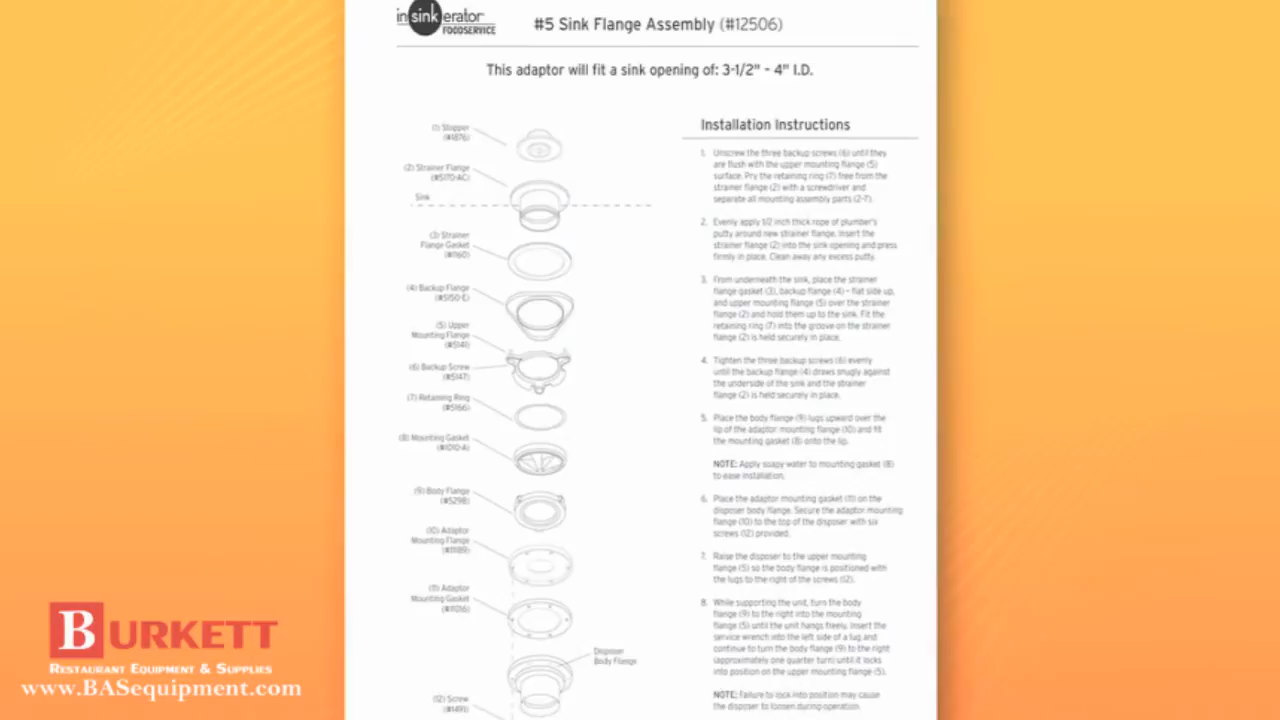 insinkerator
FOODSERVICE
#5 Sink Flange Assembly (#12506)
This adaptor will fit a sink opening of: 3-1/2" - 4" I.D.
(1) Stopper
(#1876)
(2) Strainer Flange
(#5170-AC)
Sink
(3) Strainer
Flange Gasket
(#1160)
(4) Backup Flange
(#5150-E)
(5) Upper
Mounting Flange
(#5141)
(6) Backup Screw
(#5147)
(7) Retaining Ring
(#5166)
(8) Mounting Gasket
(#1010-A)
(9) Body Flange
(#5298)
(10) Adaptor
Mounting Flange
(#11189)
(11) Adaptor
Mounting Gasket
(#11016)
Disposer
Body Flange
(12) Screw
(#1491)
Installation Instructions
1. Unscrew the three backup screws (6) until they
are flush with the upper mounting flange (5)
surface. Pry the retaining ring (7) free from the
strainer flange (2) with a screwdriver and
separate all mounting assembly parts (2-7).
2. Evenly apply 1/2 inch thick rope of plumber's
putty around new strainer flange. Insert the
strainer flange (2) into the sink opening and press
firmly in place. Clean away any excess putty.
3. From underneath the sink, place the strainer
flange gasket (3), backup flange (4) - flat side up,
and upper mounting flange (5) over the strainer
flange (2) and hold them up to the sink. Fit the
retaining ring (7) into the groove on the strainer
flange (2) is held securely in place.
4. Tighten the three backup screws (6) evenly
until the backup flange (4) draws snugly against
the underside of the sink and the strainer
flange (2) is held securely in place.
5. Place the body flange (9) lugs upward over the
lip of the adaptor mounting flange (10) and fit
the mounting gasket (8) onto the lip.
NOTE: Apply soapy water to mounting gasket (8)
to ease installation.
6. Place the adaptor mounting gasket (11) on the
disposer body flange. Secure the adaptor mounting
flange (10) to the top of the disposer with six
screws (12) provided.
7. Raise the disposer to the upper mounting
flange (5) so the body flange is positioned with
the lugs to the right of the screws (12).
8. While supporting the unit, turn the body
flange (9) to the right into the mounting
flange (5) until the unit hangs freely. Insert the
service wrench into the left side of a lug and
continue to turn the body flange (9) to the right
(approximately one quarter turn) until it locks
into position on the upper mounting flange (5).
NOTE: Failure to lock into position may cause
the disposer to loosen during operation.
BURKETT
RESTAURANT EQUIPMENT & SUPPLIES
www.BASequipment.com